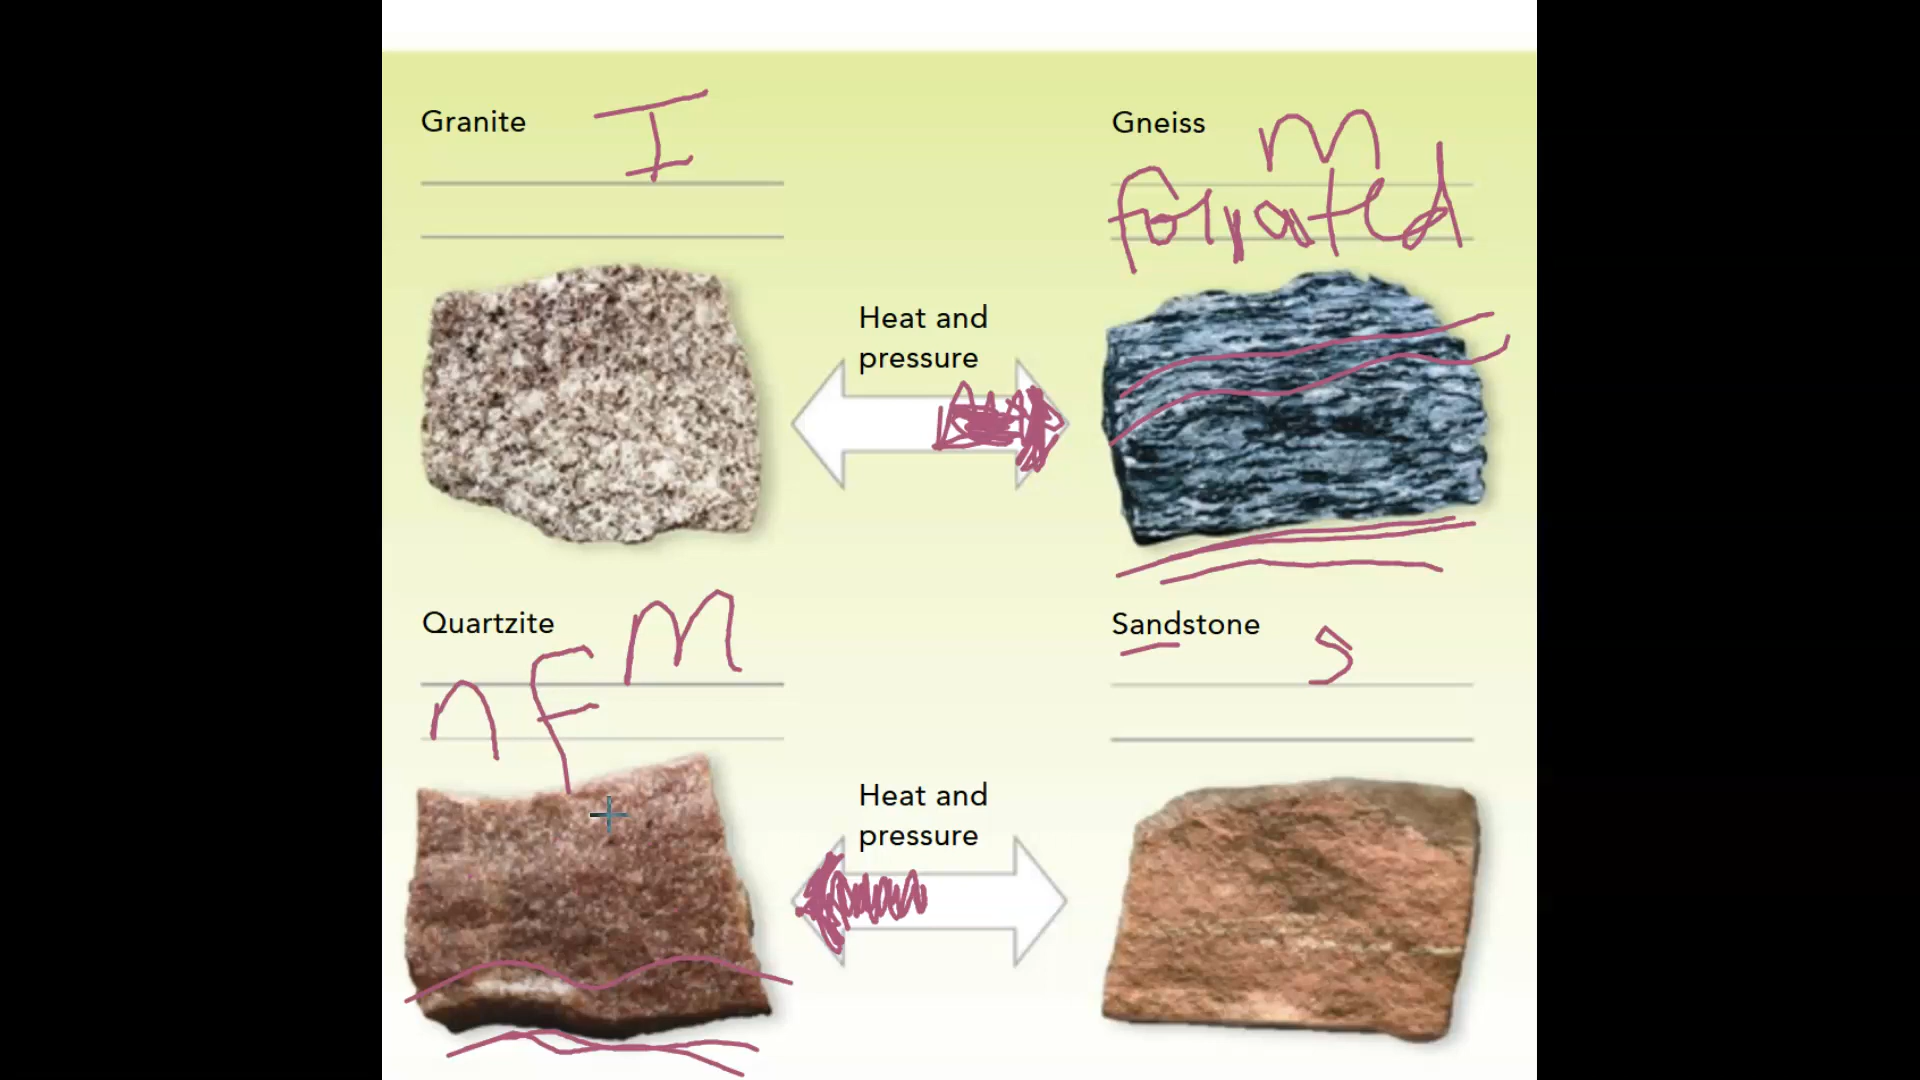 Granite I
Gneiss M
foliated
Heat and
pressure
Quartzite M
nF
Sandstone S
Heat and
pressure